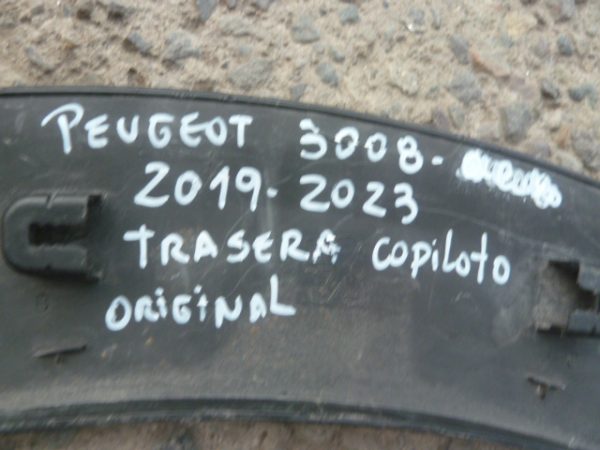 PEUGEOT 3008-
2019-2023
TRASERA COPILOTO
ORIGINAL